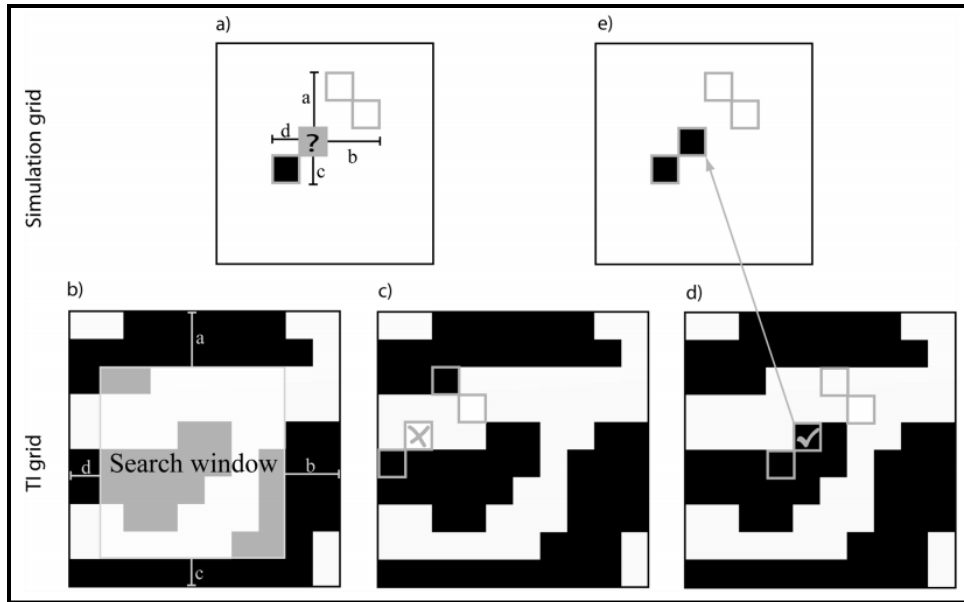 a)
e)
Simulation grid
a
d
?
b
c
b)
c)
d)
TI grid
a
d
Search window
b
c